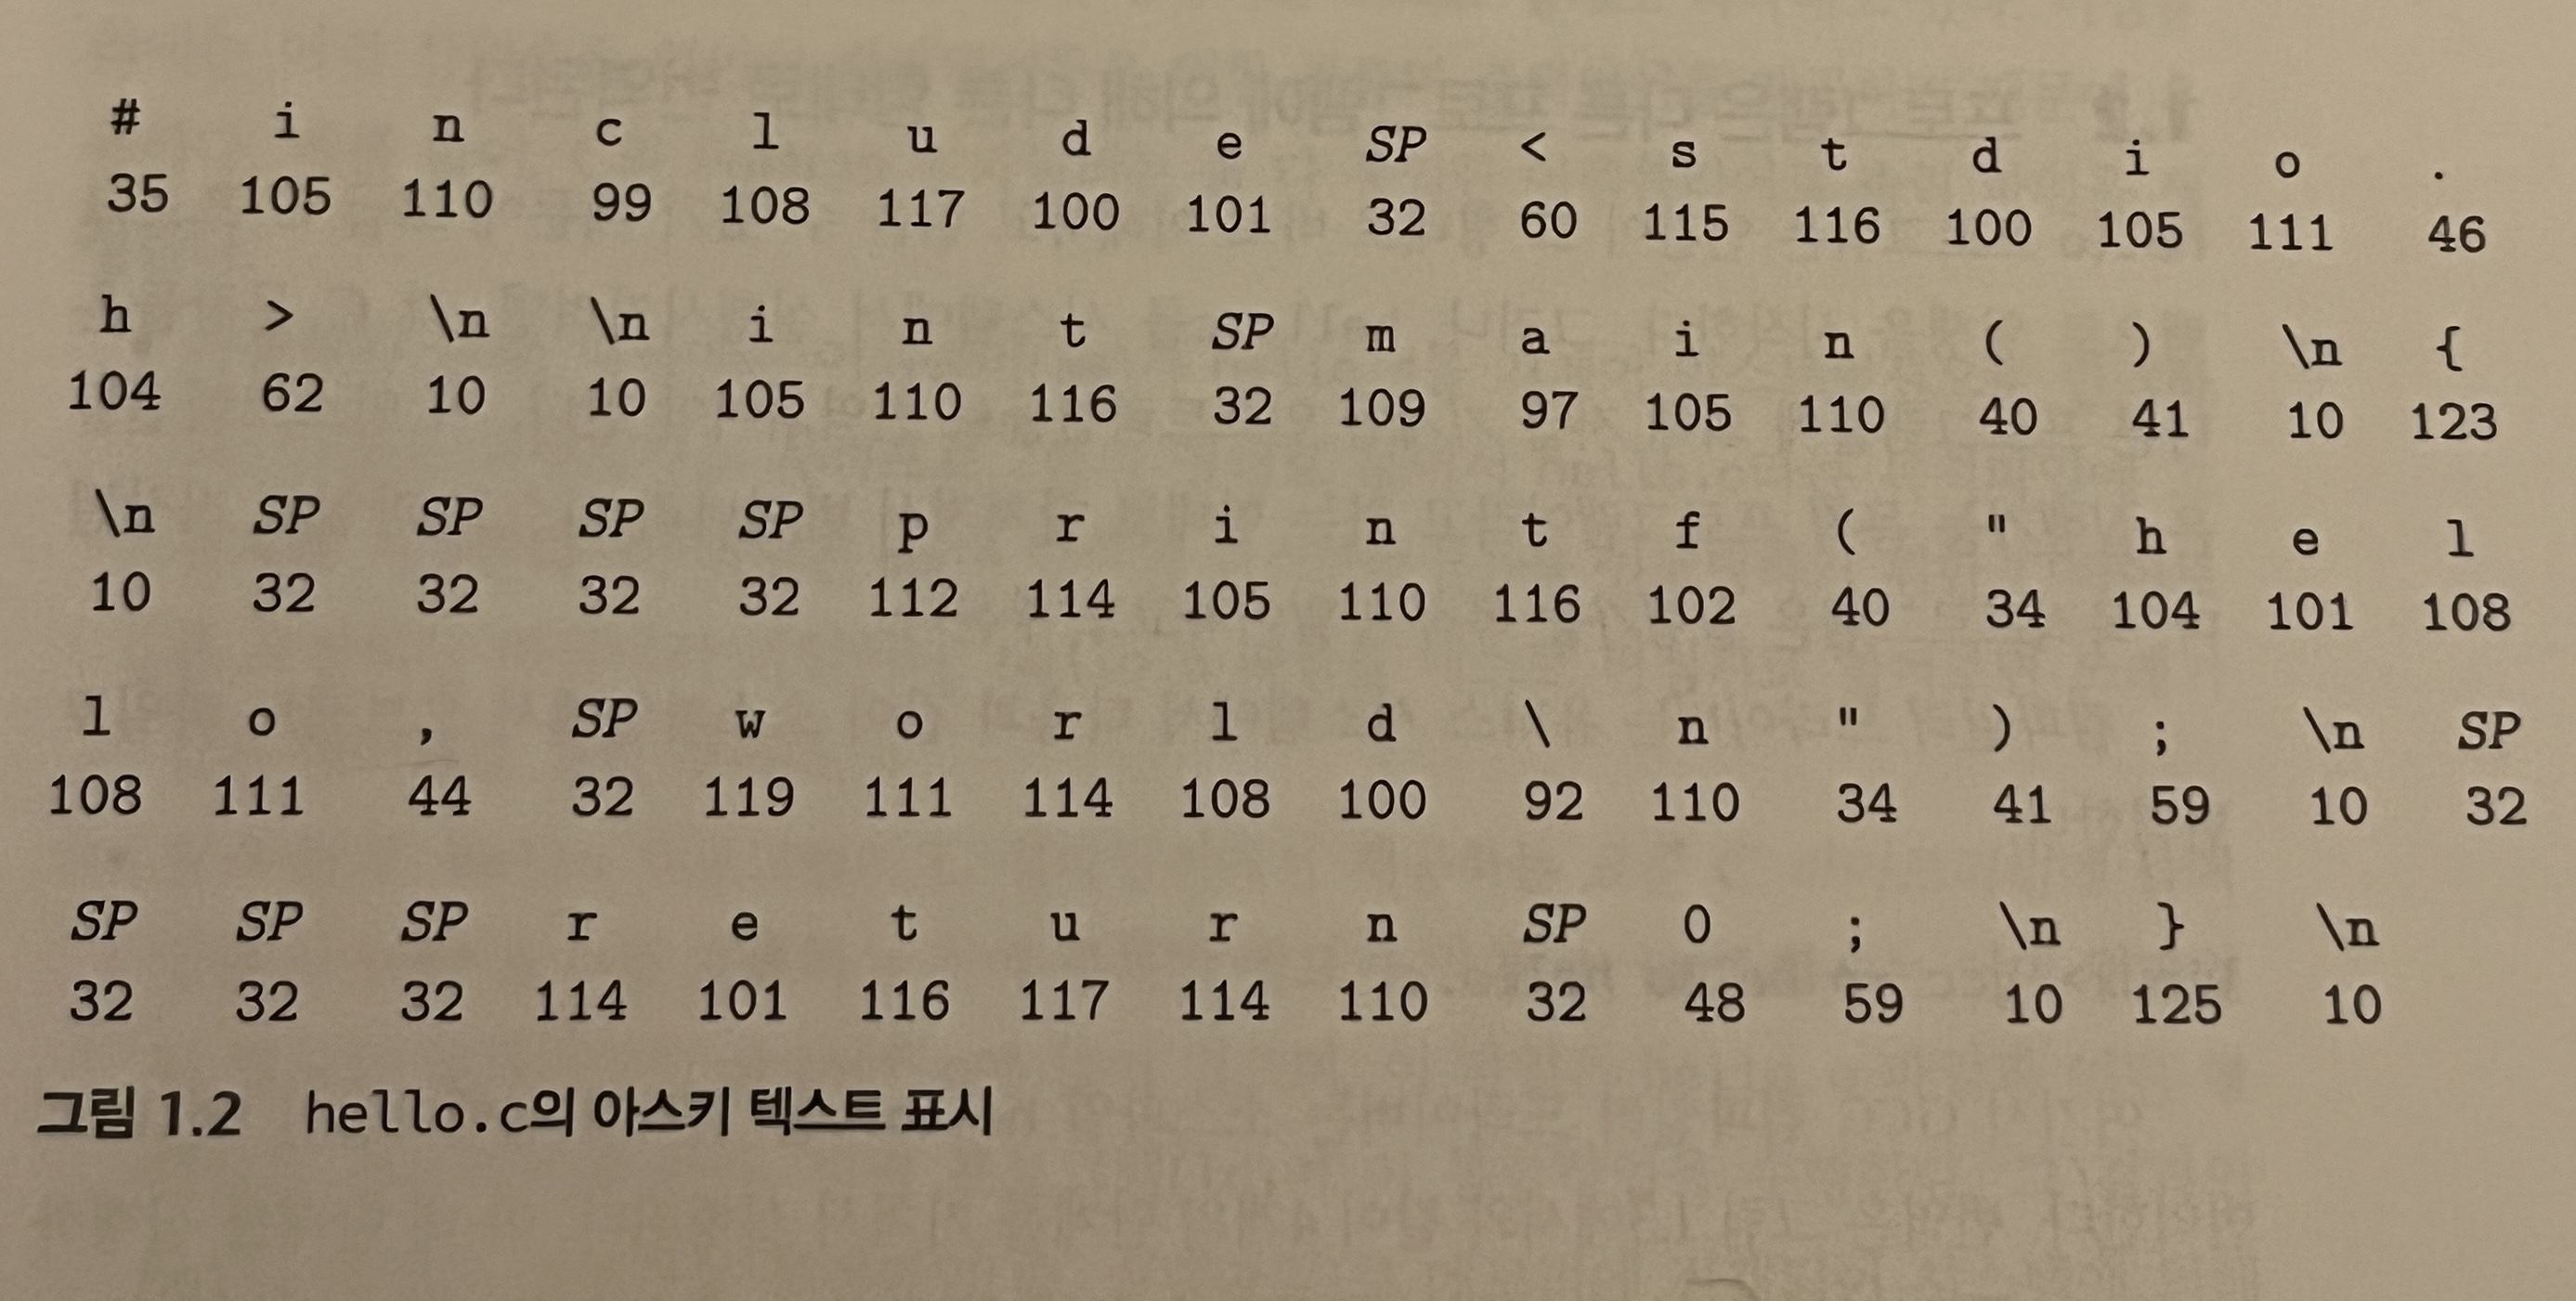 # i n c l u d e SP < s t d i o .
35 105 110 99 108 117 100 101 32 60 115 116 100 105 111 46
h > \n \n i n t SP m a i n ( ) \n {
104 62 10 10 105 110 116 32 109 97 105 110 40 41 10 123
\n SP SP SP SP p r i n t f ( " h e l
10 32 32 32 32 112 114 105 110 116 102 40 34 104 101 108
l o , SP w o r l d \ n " ) ; \n SP
108 111 44 32 119 111 114 108 100 92 110 34 41 59 10 32
SP SP SP r e t u r n SP 0 ; \n } \n
32 32 32 114 101 116 117 114 110 32 48 59 10 125 10
그림 1.2 hello.c의 아스키 텍스트 표시